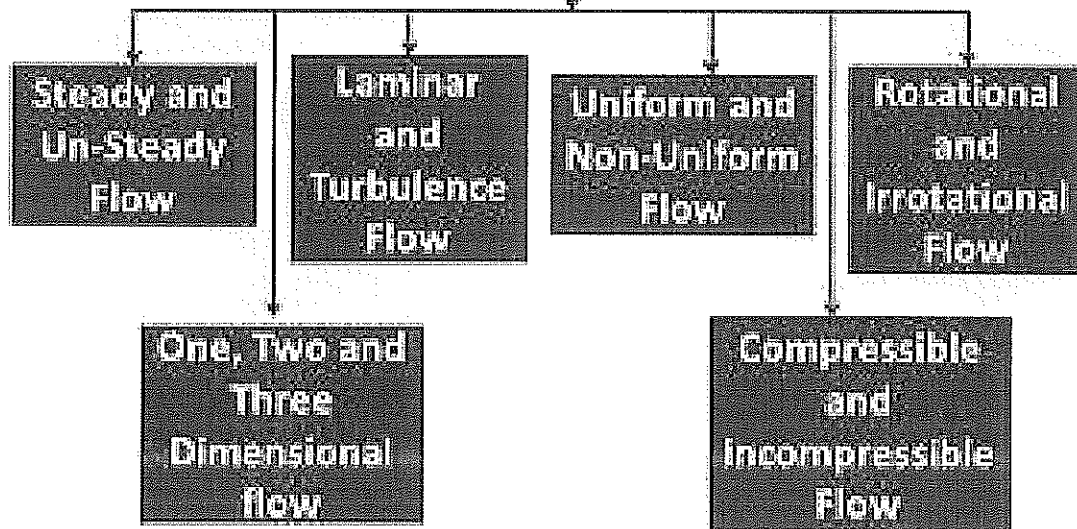 Steady and
Un-Steady
Flow
Laminar
and
Turbulence
Flow
Uniform and
Non-Uniform
Flow
Rotational
and
Irrotational
Flow
One, Two and
Three
Dimensional
flow
Compressible
and
Incompressible
Flow